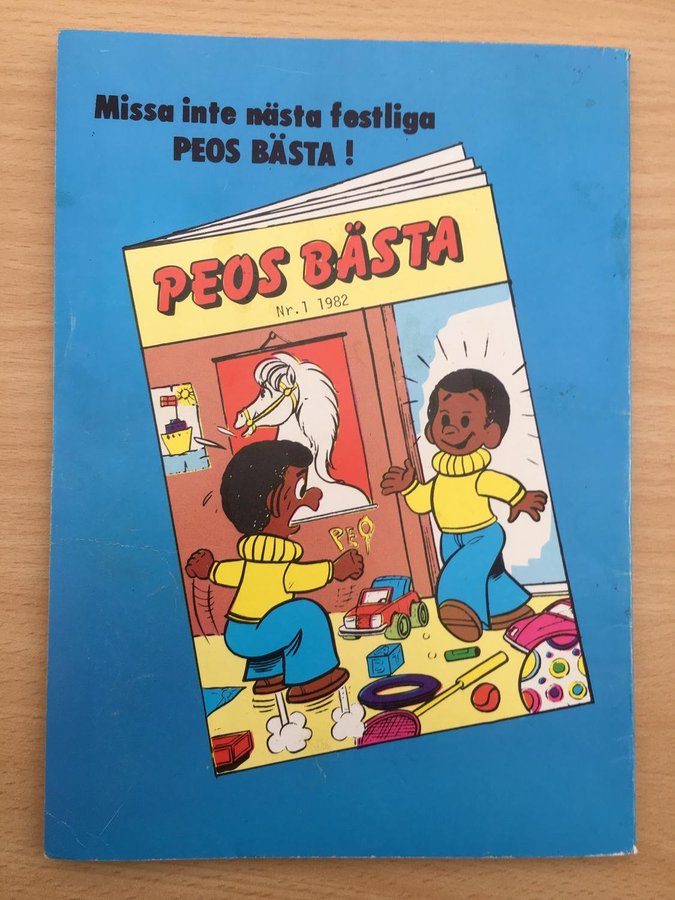 Missa inte nästa festliga
PEOS BÄSTA !
PEOS BÄSTA
Nr.1 1982
PEO